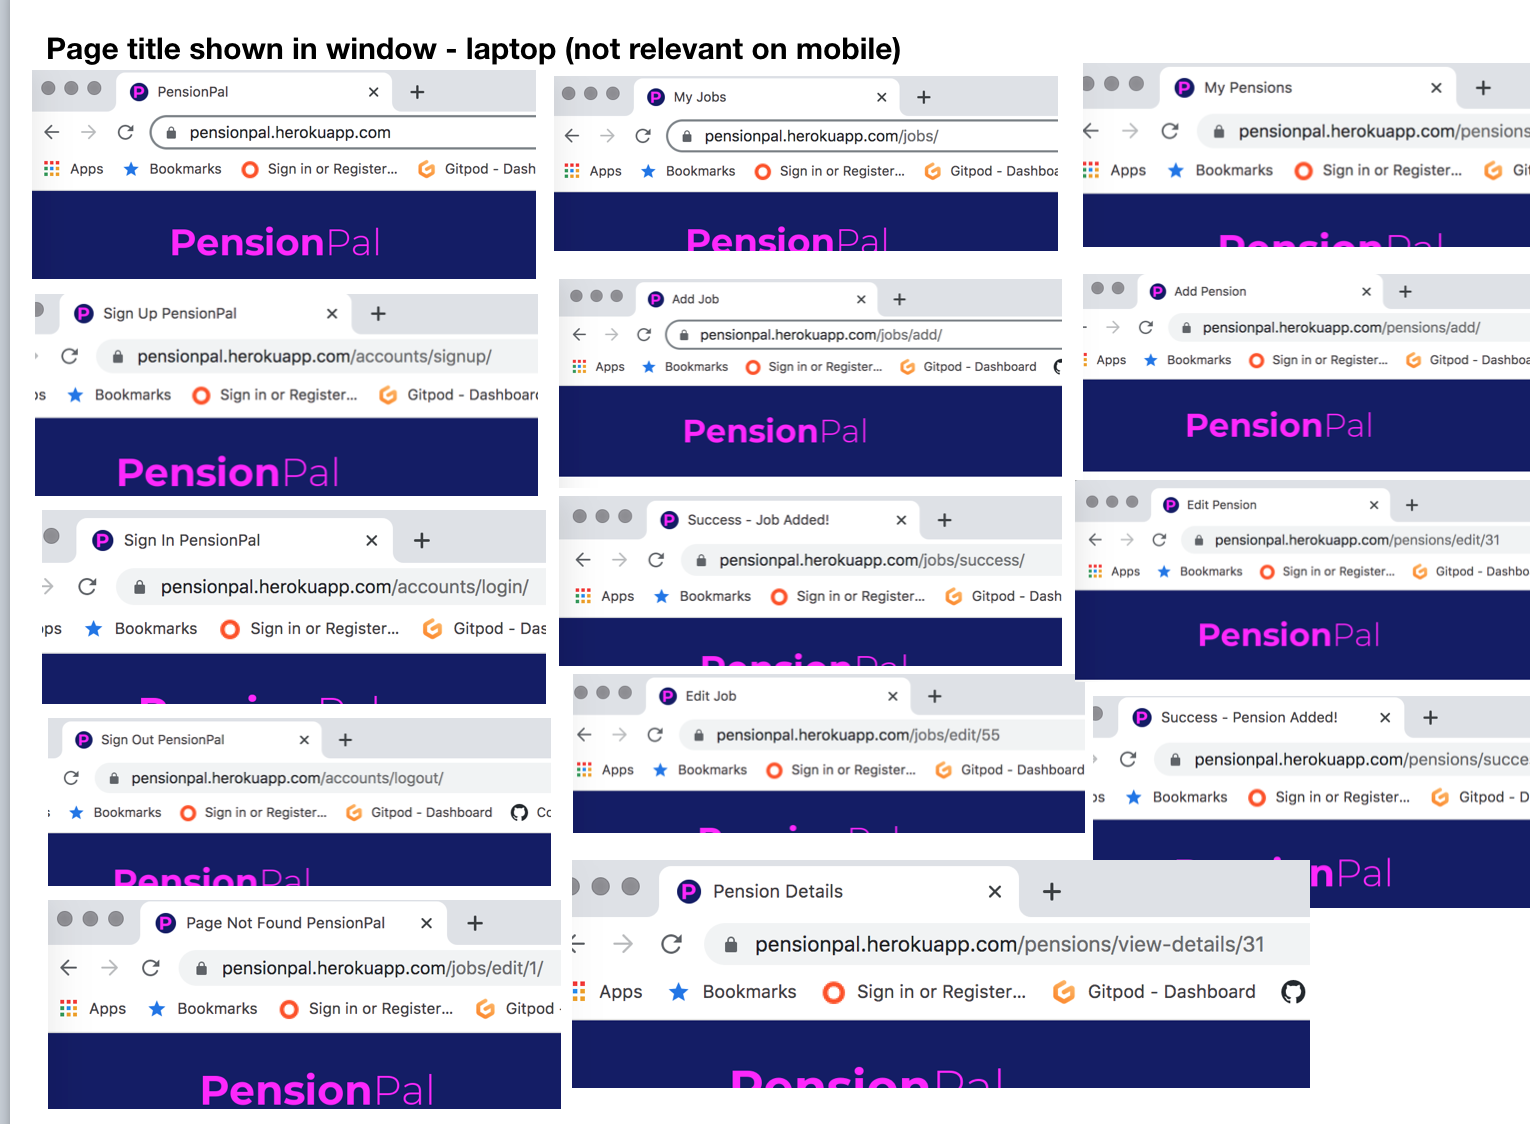 Page title shown in window - laptop (not relevant on mobile)
PensionPal
pensionpal.herokuapp.com
Apps Bookmarks Sign in or Register... Gitpod - Dash
PensionPal
Sign Up PensionPal
pensionpal.herokuapp.com/accounts/signup/
Bookmarks Sign in or Register... Gitpod - Dashboard
PensionPal
Sign In PensionPal
pensionpal.herokuapp.com/accounts/login/
ps Bookmarks Sign in or Register... Gitpod - Das
Sign Out PensionPal
pensionpal.herokuapp.com/accounts/logout/
Bookmarks Sign in or Register... Gitpod - Dashboard Co
PensionPal
Page Not Found PensionPal
pensionpal.herokuapp.com/jobs/edit/1/
Apps Bookmarks Sign in or Register... Gitpod
PensionPal
My Jobs
pensionpal.herokuapp.com/jobs/
Apps Bookmarks Sign in or Register... Gitpod - Dashboa
PensionPal
Add Job
pensionpal.herokuapp.com/jobs/add/
Apps Bookmarks Sign in or Register... Gitpod - Dashboard
PensionPal
Success - Job Added!
pensionpal.herokuapp.com/jobs/success/
Apps Bookmarks Sign in or Register... Gitpod - Dash
PensionPal
Edit Job
pensionpal.herokuapp.com/jobs/edit/55
Apps Bookmarks Sign in or Register... Gitpod - Dashboard
Pension Details
pensionpal.herokuapp.com/pensions/view-details/31
Apps Bookmarks Sign in or Register... Gitpod - Dashboard
PensionPal
My Pensions
pensionpal.herokuapp.com/pensions
Apps Bookmarks Sign in or Register... Git
PensionPal
Add Pension
pensionpal.herokuapp.com/pensions/add/
Apps Bookmarks Sign in or Register... Gitpod - Dashboa
PensionPal
Edit Pension
pensionpal.herokuapp.com/pensions/edit/31
Apps Bookmarks Sign in or Register... Gitpod - Dashbo
PensionPal
Success - Pension Added!
pensionpal.herokuapp.com/pensions/succe
os Bookmarks Sign in or Register... Gitpod - D
nPal